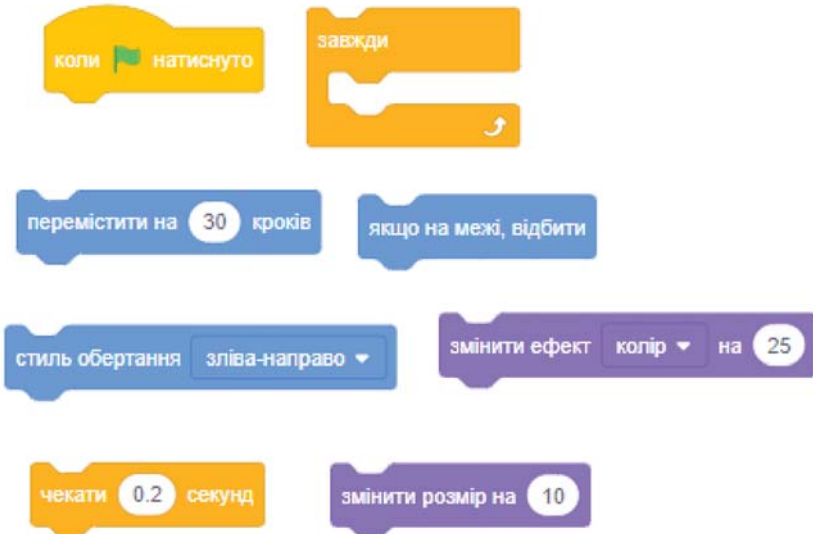 коли натиснуто
завжди
перемістити на 30 кроків
якщо на межі, відбити
стиль обертання зліва-направо
змінити ефект колір на 25
чекати 0.2 секунд
змінити розмір на 10